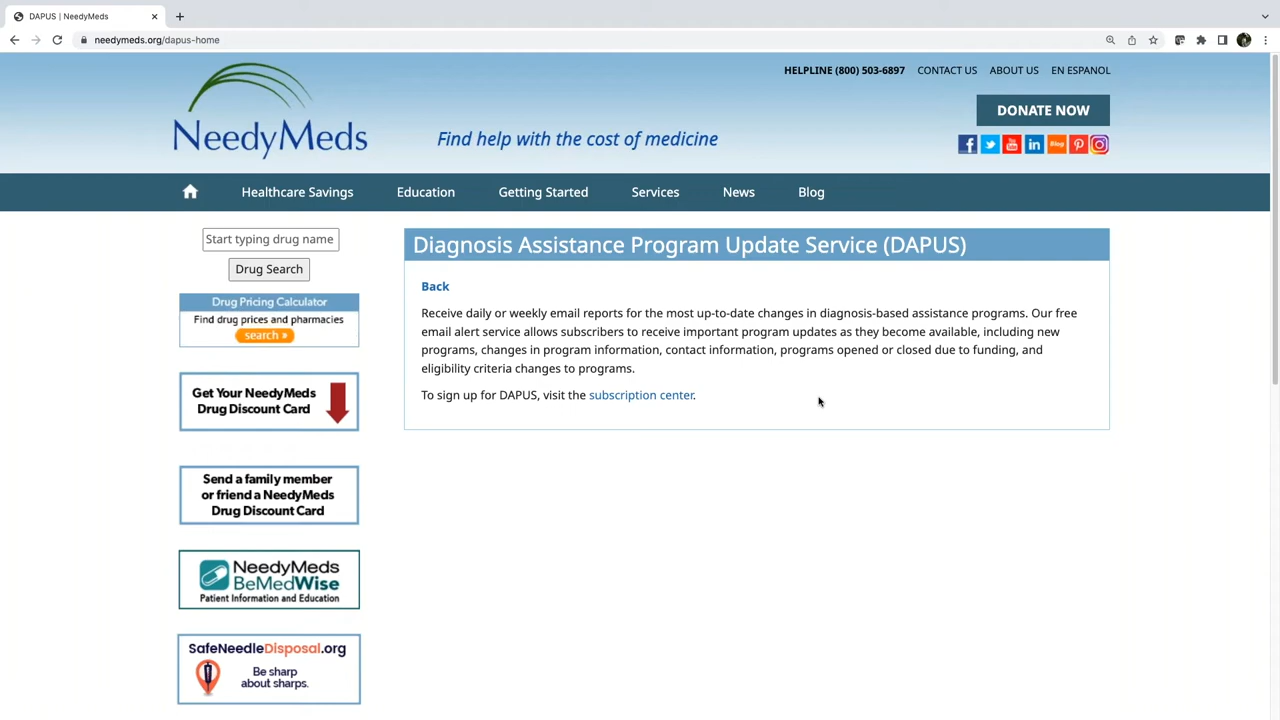 DAPUS | NeedyMeds
needymeds.org/dapus-home
HELPLINE (800) 503-6897 CONTACT US ABOUT US EN ESPANOL
DONATE NOW
NeedyMeds
Find help with the cost of medicine
Blog
Healthcare Savings Education Getting Started Services News Blog
Start typing drug name
Drug Search
Drug Pricing Calculator
Find drug prices and pharmacies
search »
Get Your NeedyMeds
Drug Discount Card
Send a family member
or friend a NeedyMeds
Drug Discount Card
NeedyMeds
BeMedWise
Patient Information and Education
SafeNeedleDisposal.org
Be sharp
about sharps.
Diagnosis Assistance Program Update Service (DAPUS)
Back
Receive daily or weekly email reports for the most up-to-date changes in diagnosis-based assistance programs. Our free
email alert service allows subscribers to receive important program updates as they become available, including new
programs, changes in program information, contact information, programs opened or closed due to funding, and
eligibility criteria changes to programs.
To sign up for DAPUS, visit the subscription center.